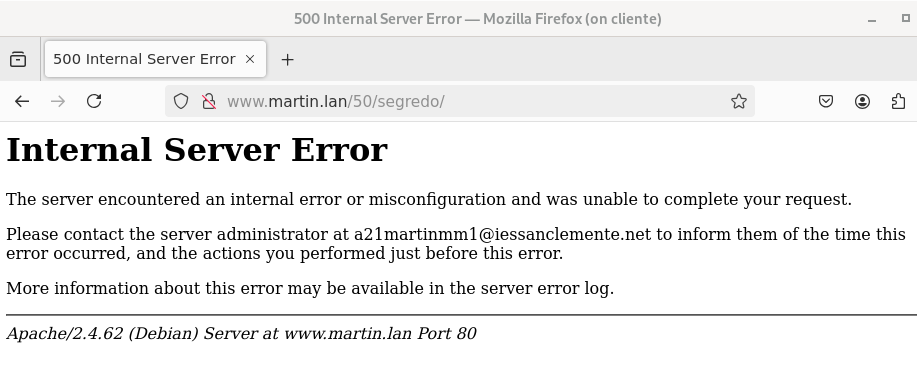 500 Internal Server Error — Mozilla Firefox (on cliente)
500 Internal Server Error
www.martin.lan/50/segredo/
Internal Server Error
The server encountered an internal error or misconfiguration and was unable to complete your request.
Please contact the server administrator at a21martinmm1@iessanclemente.net to inform them of the time this
error occurred, and the actions you performed just before this error.
More information about this error may be available in the server error log.
Apache/2.4.62 (Debian) Server at www.martin.lan Port 80